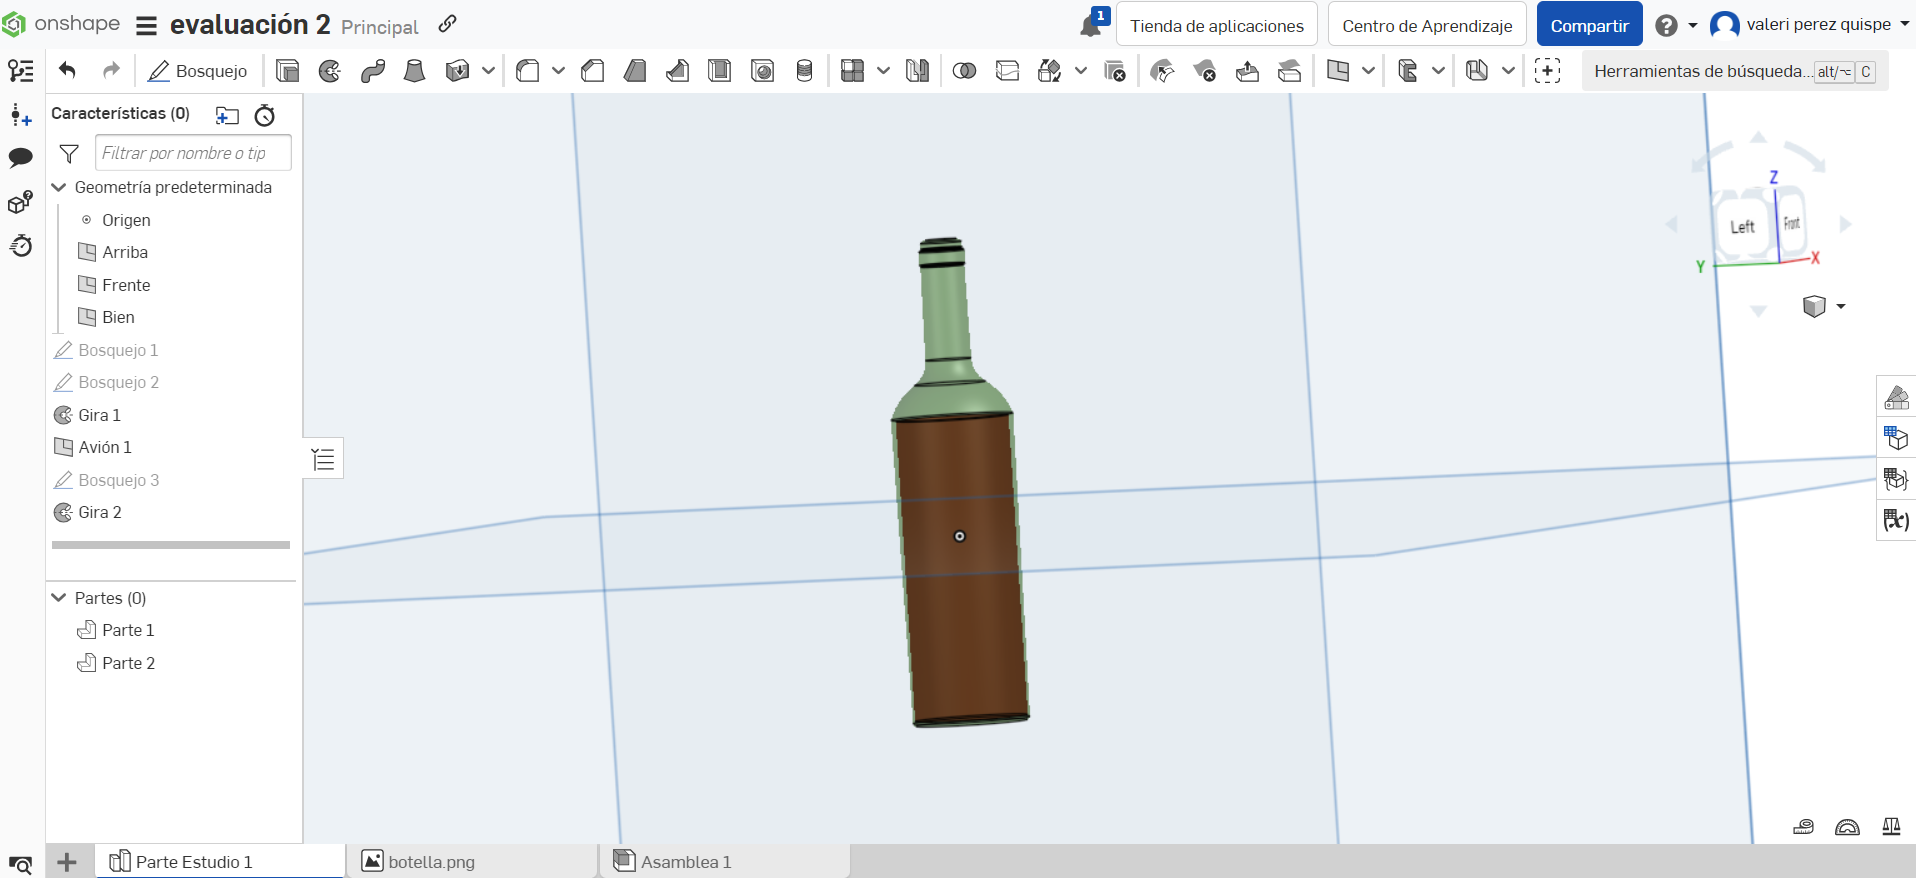 onshape evaluación 2 Principal 1 Tienda de aplicaciones Centro de Aprendizaje Compartir ? valeri perez quispe
Bosquejo Herramientas de búsqueda... alt/⌥ C
Características (0)
Filtrar por nombre o tip
Geometría predeterminada
Origen
Arriba
Frente
Bien
Bosquejo 1
Bosquejo 2
Gira 1
Avión 1
Bosquejo 3
Gira 2
Partes (0)
Parte 1
Parte 2
Z
Left Front
Y X
(x)
Parte Estudio 1 botella.png Asamblea 1